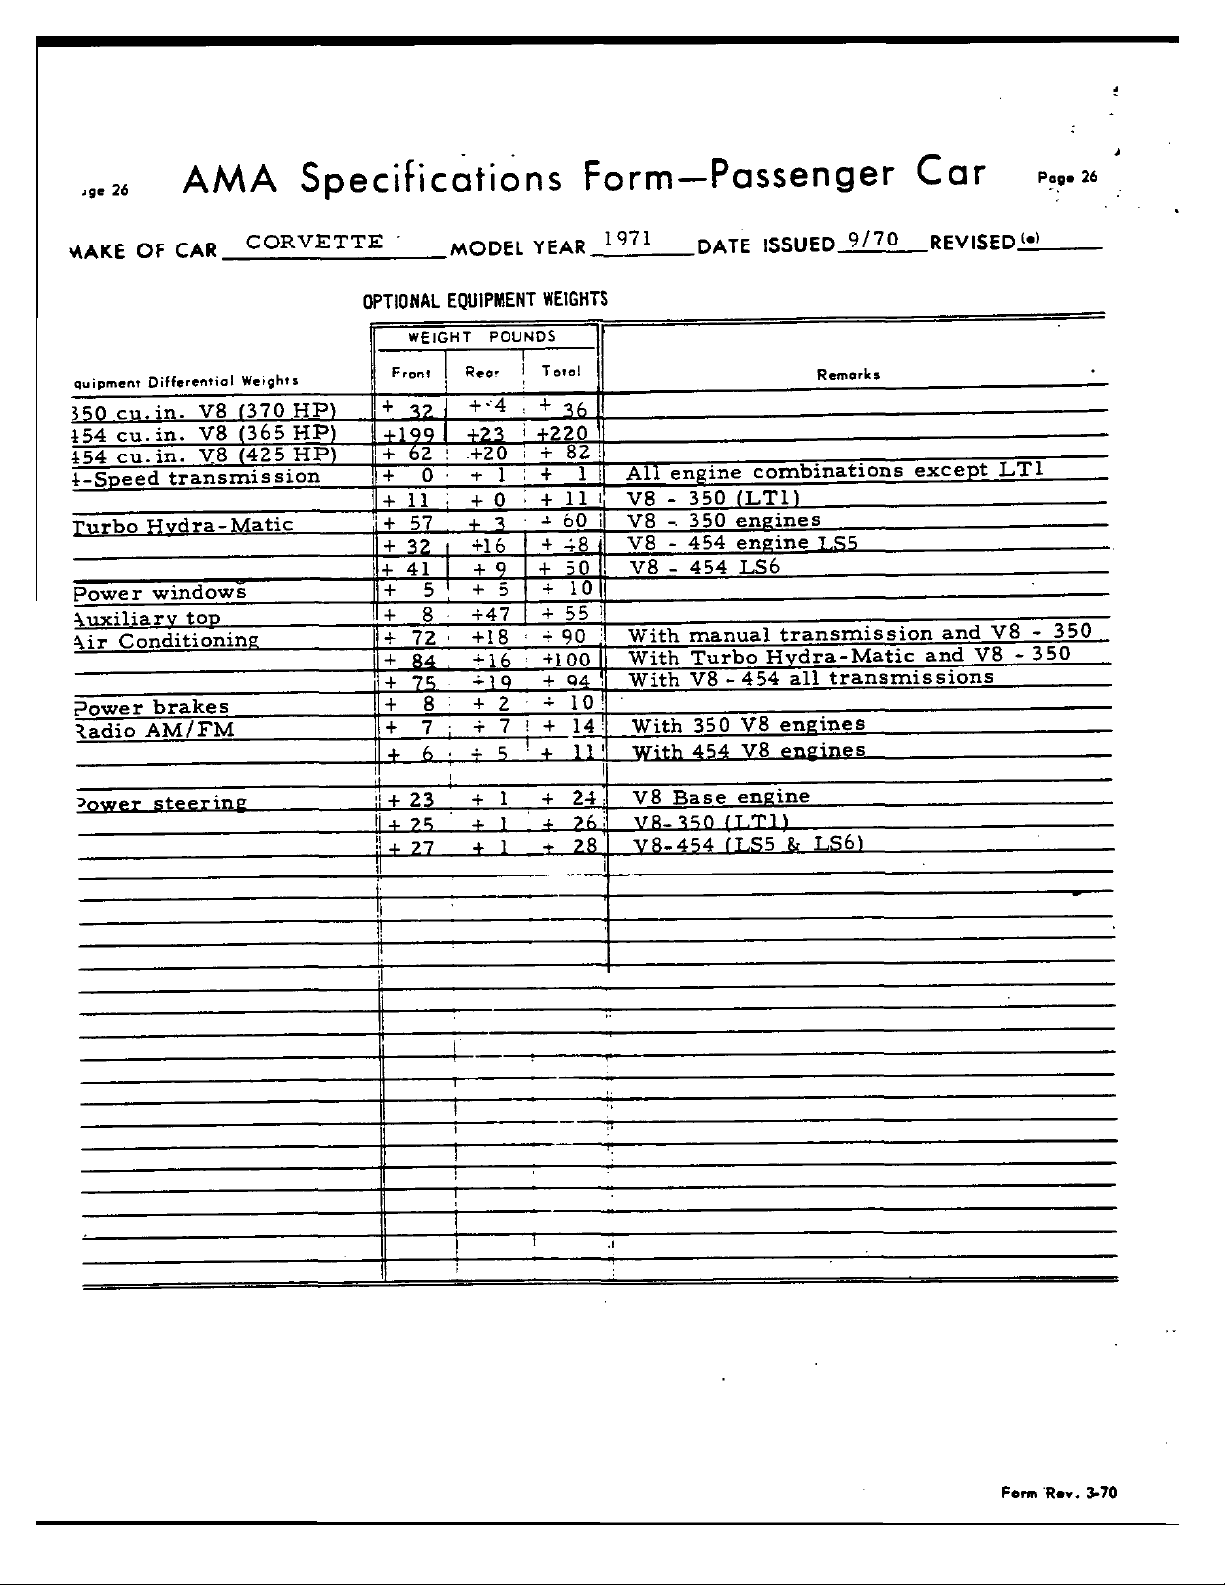 26 AMA Specifications Form—Passenger Car Page 26
MAKE OF CAR CORVETTE MODEL YEAR 1971 DATE ISSUED 9/70 REVISED (•)
OPTIONAL EQUIPMENT WEIGHTS
WEIGHT POUNDS
quipment Differential Weights Front Rear Total Remarks
350 cu.in. V8 (370 HP) + 32 + 4 + 36
454 cu.in. V8 (365 HP) +199 +23 +220
454 cu.in. V8 (425 HP) + 62 +20 + 82
4-Speed transmission + 0 + 1 + 1 All engine combinations except LT1
+ 11 + 0 + 11 V8 - 350 (LT1)
Turbo Hydra-Matic + 57 + 3 + 60 V8 - 350 engines
+ 32 +16 + 48 V8 - 454 engine LS5
+ 41 + 9 + 50 V8 - 454 LS6
Power windows + 5 + 5 + 10
Auxiliary top + 8 +47 + 55
Air Conditioning + 72 +18 + 90 With manual transmission and V8 - 350
+ 84 +16 +100 With Turbo Hydra-Matic and V8 - 350
+ 75 +19 + 94 With V8 - 454 all transmissions
Power brakes + 8 + 2 + 10
Radio AM/FM + 7 + 7 + 14 With 350 V8 engines
+ 6 + 5 + 11 With 454 V8 engines
Power steering + 23 + 1 + 24 V8 Base engine
+ 25 + 1 + 26 V8-350 (LT1)
+ 27 + 1 + 28 V8-454 (LS5 & LS6)
Form Rev. 3-70